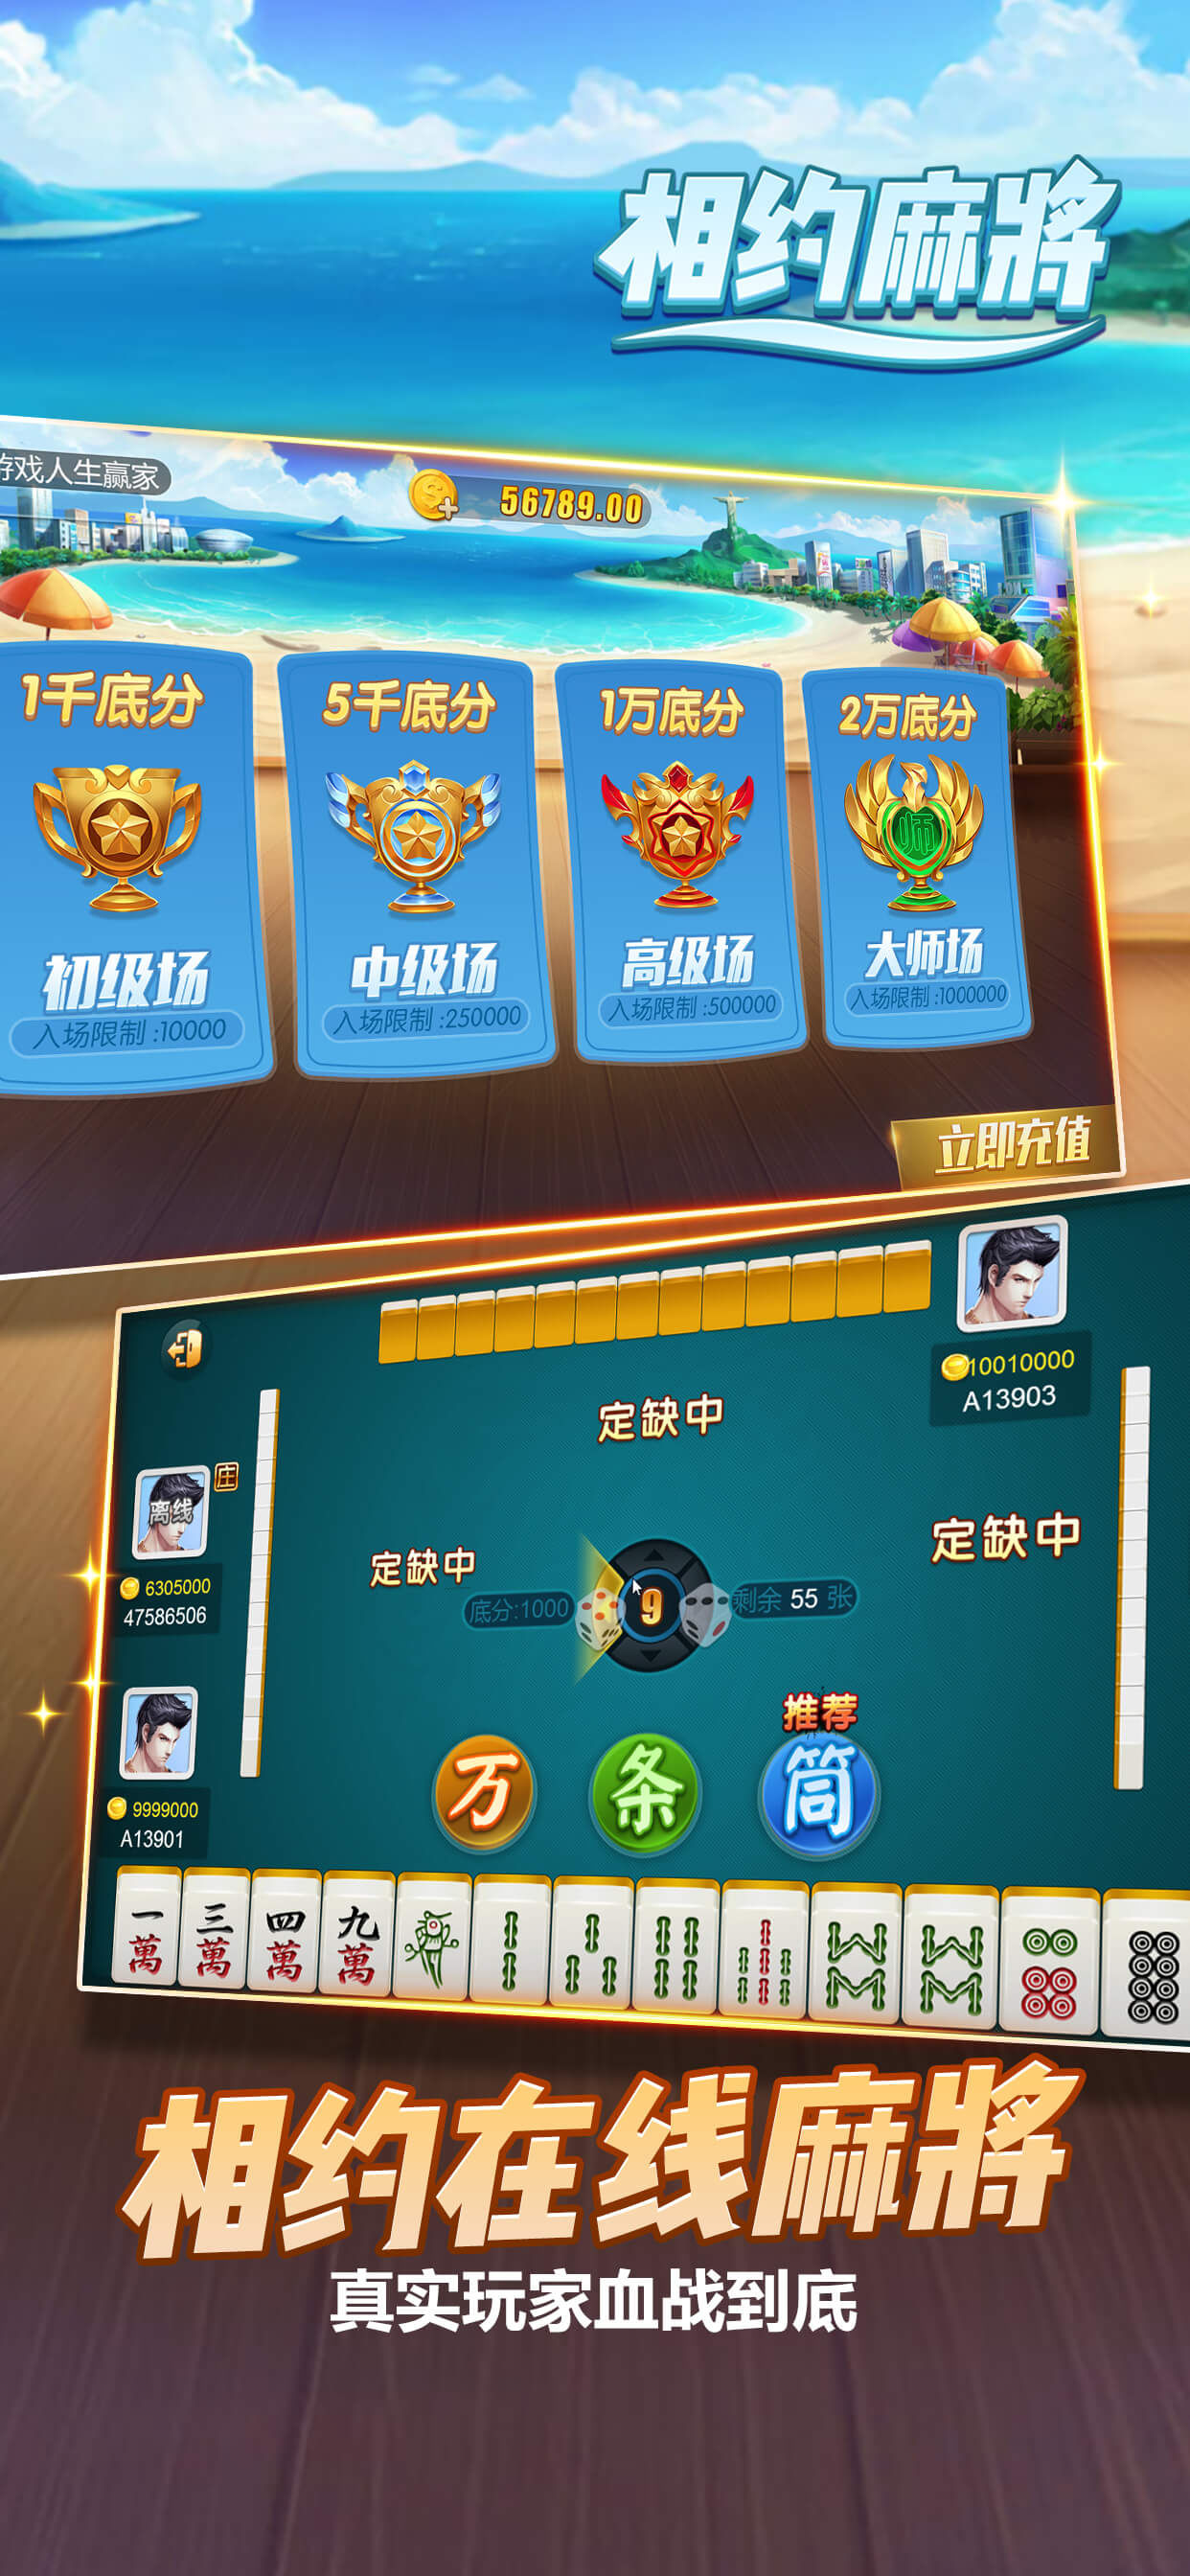 相约麻將
游戏人生赢家
56789.00
1千底分
5千底分
1万底分
2万底分
师
初级场
中级场
高级场
大师场
入场限制:10000
入场限制:250000
入场限制:500000
入场限制:1000000
立即充值
10010000
A13903
定缺中
离线
庄
定缺中
定缺中
6305000
47586506
底分:1000
9
剩余 55 张
推荐
万
条
筒
9999000
A13901
一萬
三萬
四萬
九萬
相约在线麻將
真实玩家血战到底